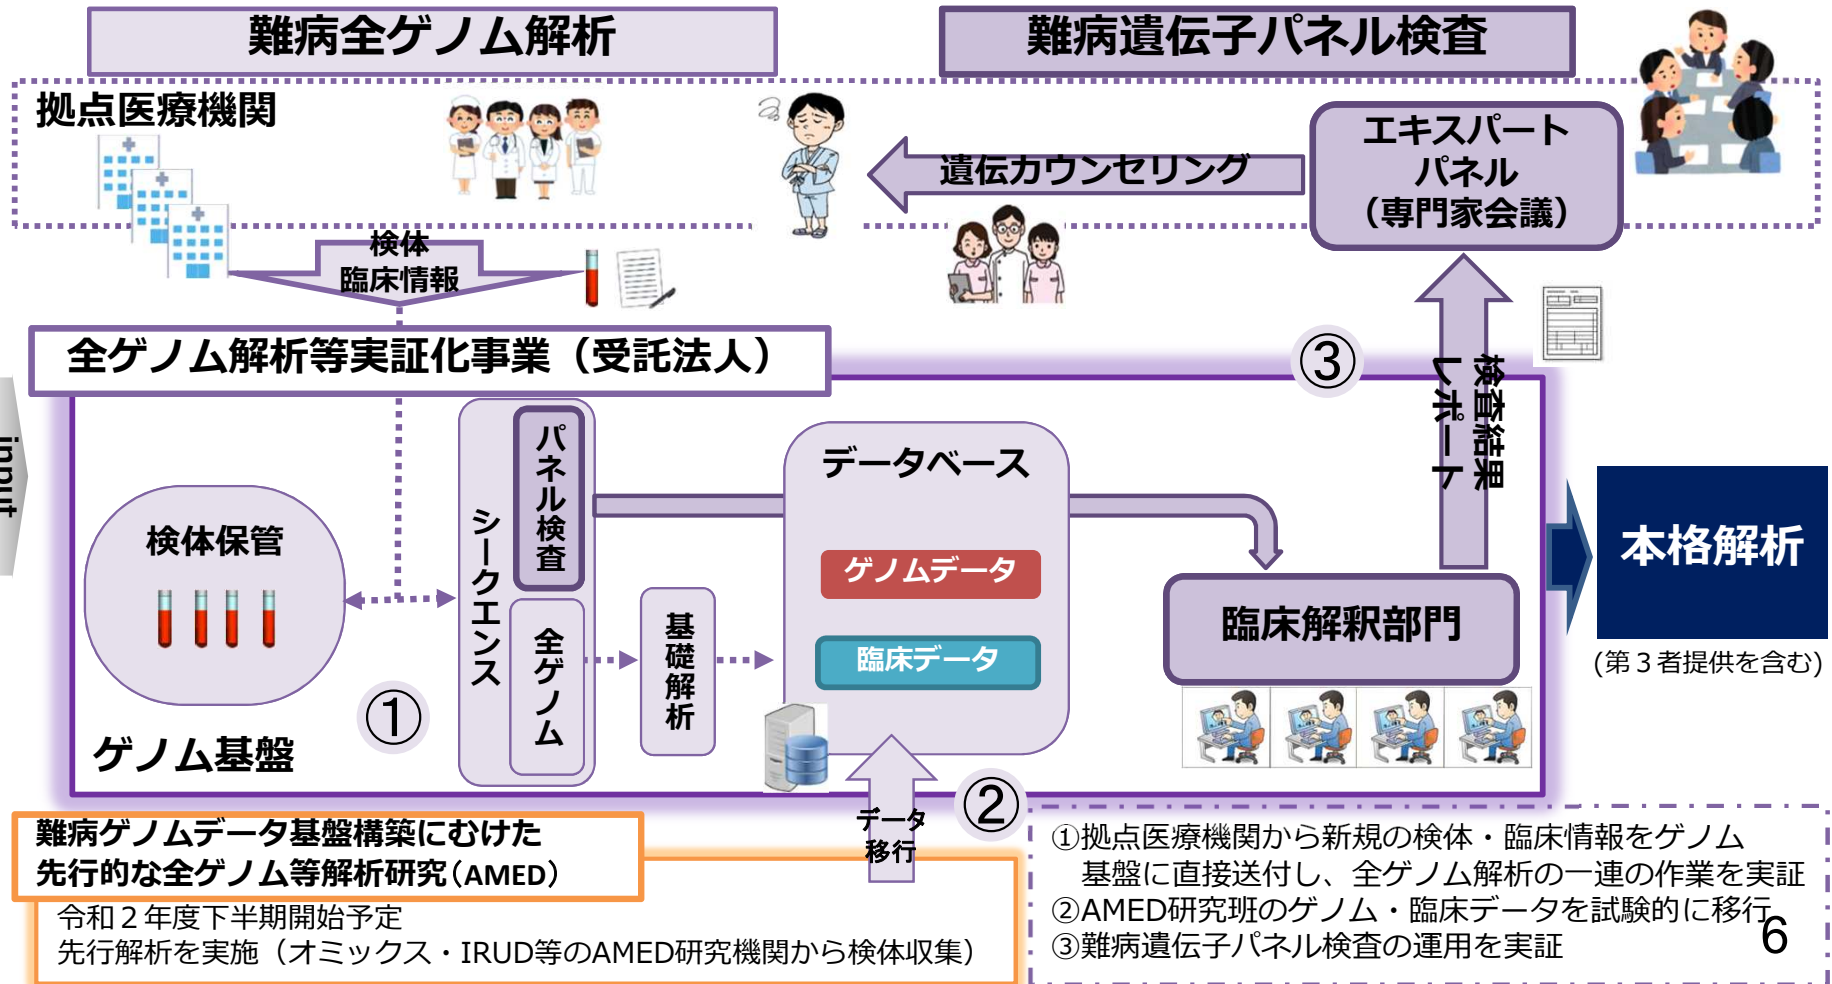 難病全ゲノム解析
難病遺伝子パネル検査
拠点医療機関
検体
臨床情報
遺伝カウンセリング
エキスパート
パネル
（専門家会議）
全ゲノム解析等実証化事業（受託法人）
③
検査結果
レポート
input
検体保管
シークエンス
パネル検査
全ゲノム
基礎解析
データベース
ゲノムデータ
臨床データ
臨床解釈部門
本格解析
(第３者提供を含む)
①
ゲノム基盤
②
データ
移行
難病ゲノムデータ基盤構築にむけた
先行的な全ゲノム等解析研究（AMED）
令和２年度下半期開始予定
先行解析を実施（オミックス・IRUD等のAMED研究機関から検体収集）
①拠点医療機関から新規の検体・臨床情報をゲノム
基盤に直接送付し、全ゲノム解析の一連の作業を実証
②AMED研究班のゲノム・臨床データを試験的に移行
③難病遺伝子パネル検査の運用を実証
6